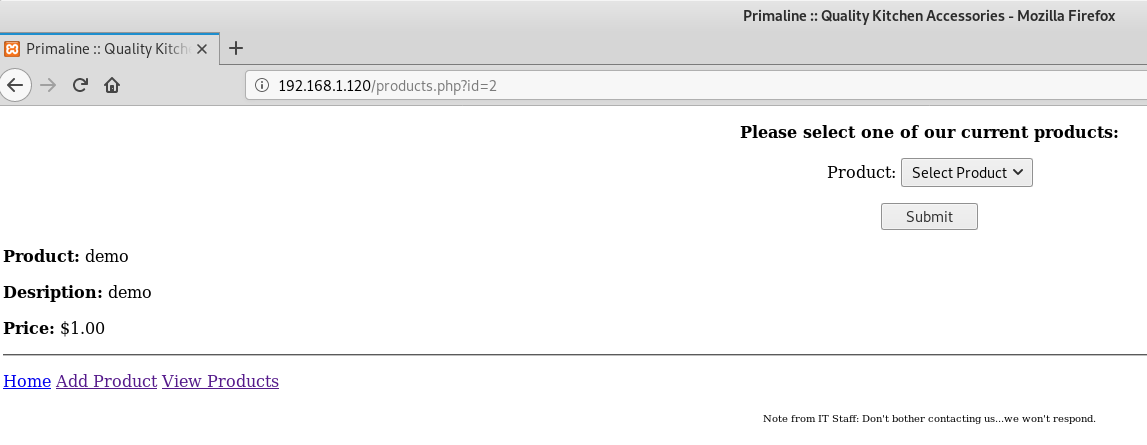 Primaline :: Quality Kitchen Accessories - Mozilla Firefox
Primaline :: Quality Kitch
192.168.1.120/products.php?id=2
Please select one of our current products:
Product: Select Product
Submit
Product: demo
Desription: demo
Price: $1.00
Home Add Product View Products
Note from IT Staff: Don't bother contacting us...we won't respond.